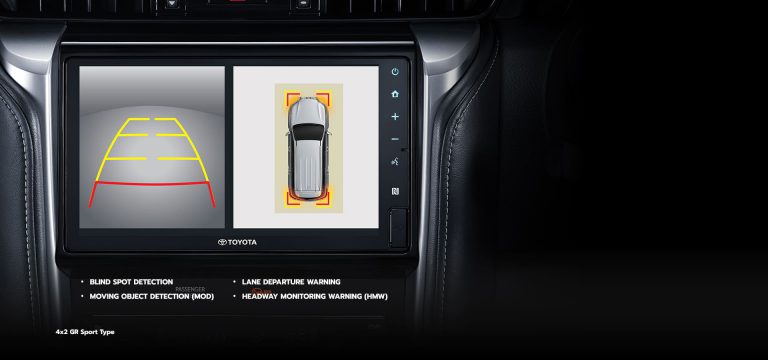 TOYOTA
• BLIND SPOT DETECTION
• LANE DEPARTURE WARNING
PASSENGER
• MOVING OBJECT DETECTION (MOD)
• HEADWAY MONITORING WARNING (HMW)
4x2 GR Sport Type